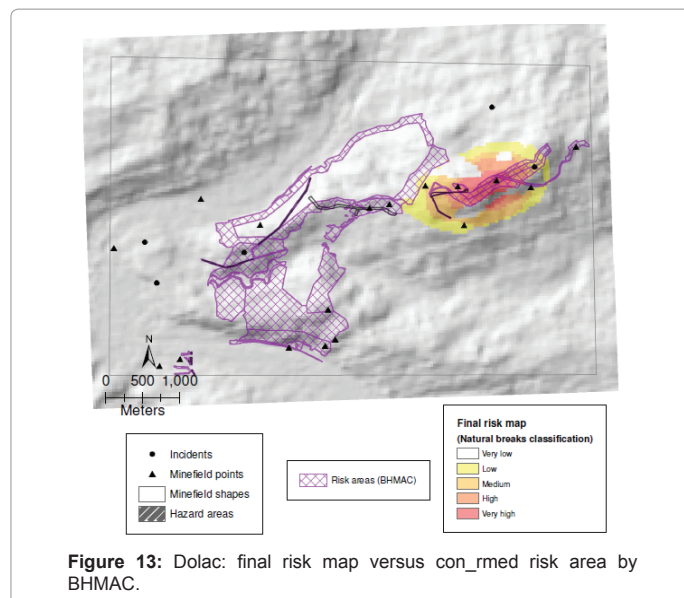 N
0 500 1,000
Meters
Incidents
Minefield points
Minefield shapes
Hazard areas
Risk areas (BHMAC)
Final risk map
(Natural breaks classification)
Very low
Low
Medium
High
Very high
Figure 13: Dolac: final risk map versus con_rmed risk area by
BHMAC.